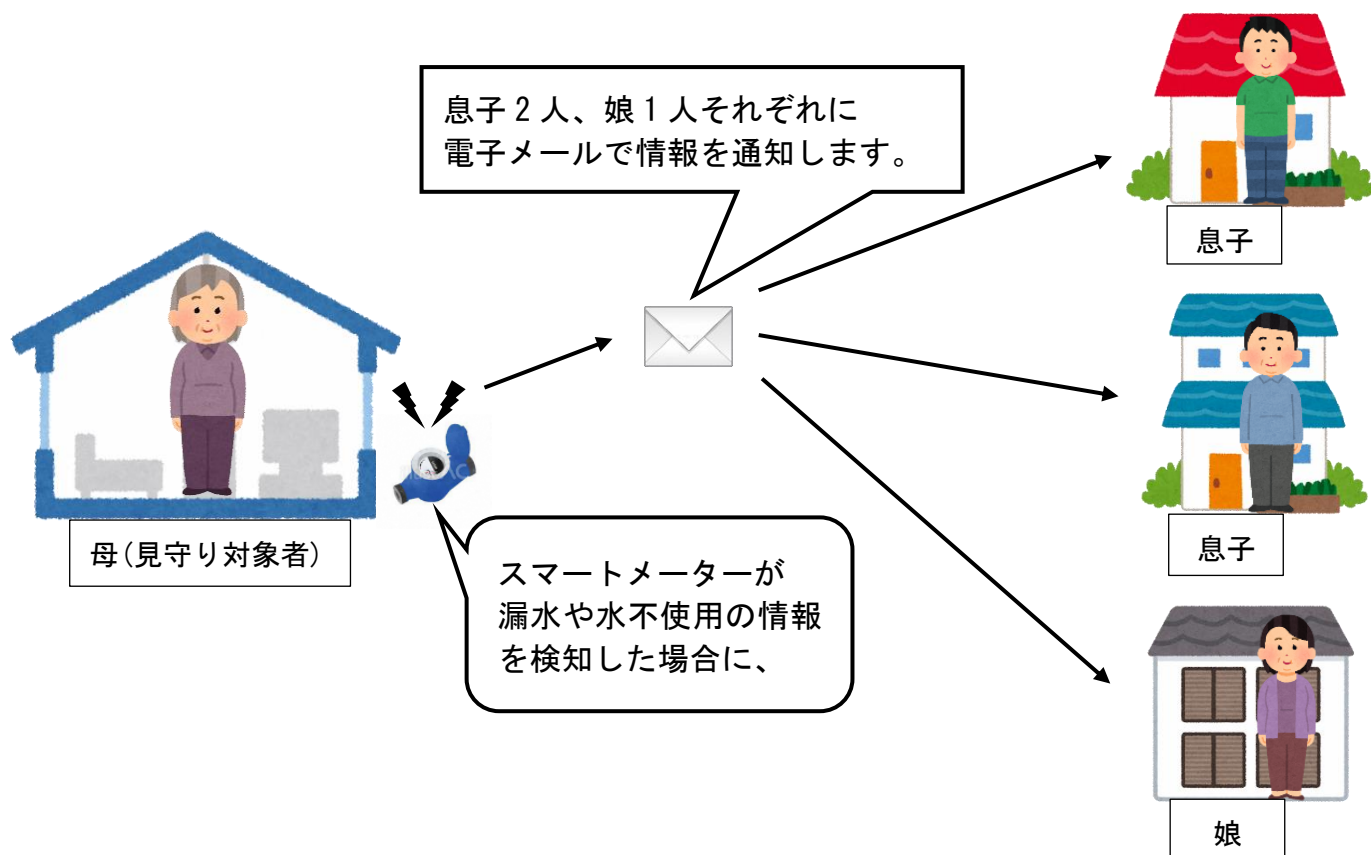 息子２人、娘１人それぞれに
電子メールで情報を通知します。
息子
母(見守り対象者)
スマートメーターが
漏水や水不使用の情報
を検知した場合に、
息子
娘